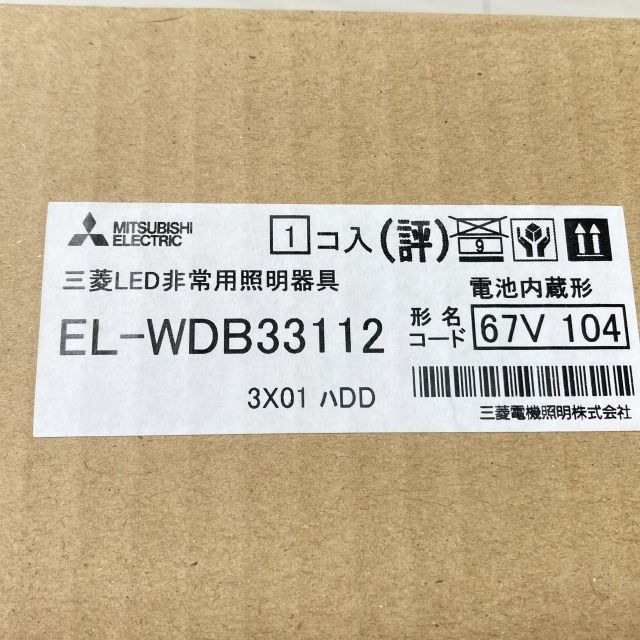 MITSUBISHI
ELECTRIC
1コ入(評)
9
三菱LED非常用照明器具
電池内蔵形
EL-WDB33112
形名
コード
67V 104
3X01 ハDD
三菱電機照明株式会社